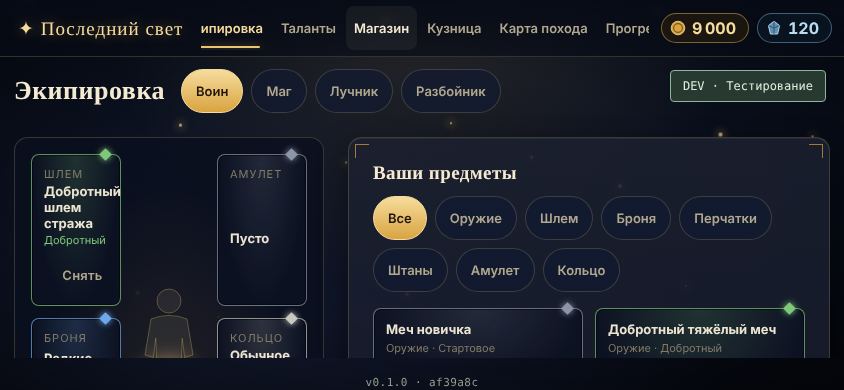 Последний свет
ипировка
Таланты
Магазин
Кузница
Карта похода
Прогре
9 000
120
Экипировка
Воин
Маг
Лучник
Разбойник
DEV · Тестирование
ШЛЕМ
Добротный
шлем
стража
Добротный
Снять
АМУЛЕТ
Пусто
БРОНЯ
КОЛЬЦО
Обычное
Ваши предметы
Все
Оружие
Шлем
Броня
Перчатки
Штаны
Амулет
Кольцо
Меч новичка
Оружие · Стартовое
Добротный тяжёлый меч
Оружие · Добротный
v0.1.0 · af39a8c